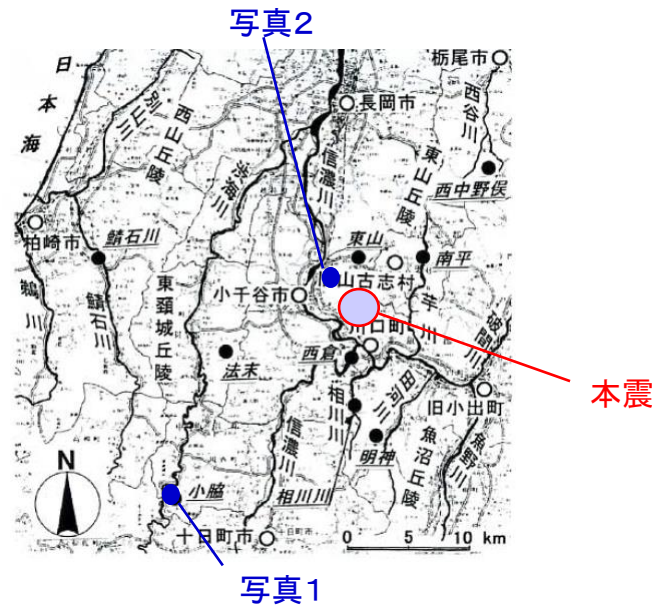 写真2
日本海
別山川
西山丘陵
渋海川
長岡市
信濃川
栃尾市
西谷川
東山丘陵
西中野俣
柏崎市
鯖石川
鯖石川
鵜川
東頸城丘陵
小千谷市
東山
山古志村
南平
芋川
破間川
川口町
本震
法末
西倉
相川川
田河川
旧小出町
魚野川
明神
魚沼丘陵
信濃川
相川川
N
小脇
十日町市
十日町市
0 5 10 km
写真1